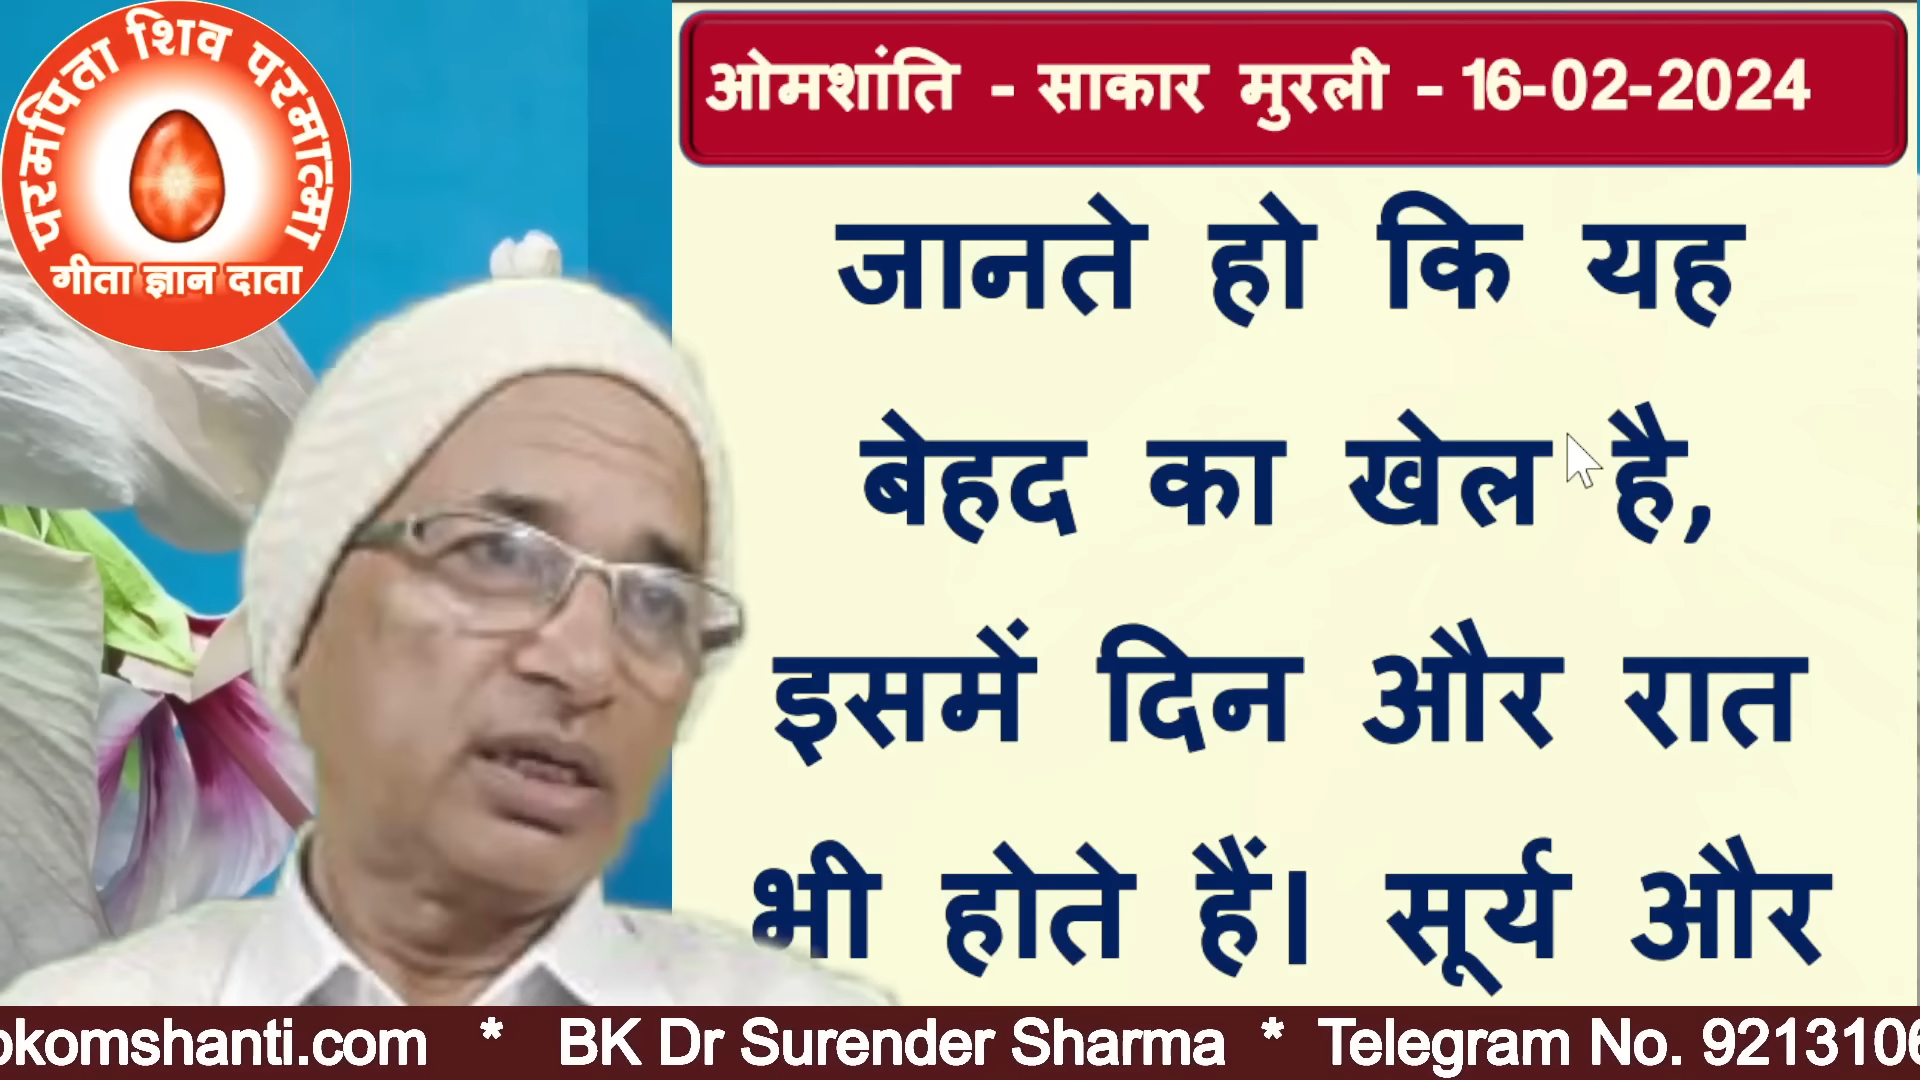 परमपिता शिव परमात्मा
गीता ज्ञान दाता
ओमशांति - साकार मुरली - 16-02-2024
जानते हो कि यह
बेहद का खेल है,
इसमें दिन और रात
भी होते हैं। सूर्य और
okomshanti.com * BK Dr Surender Sharma * Telegram No. 9213106